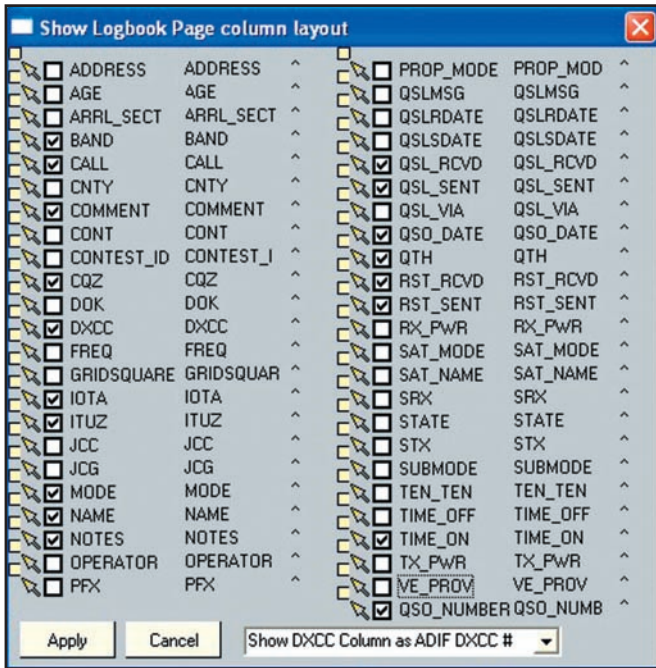 Show Logbook Page column layout
ADDRESS ADDRESS ^
AGE AGE ^
ARRL_SECT ARRL_SECT ^
BAND BAND ^
CALL CALL ^
CNTY CNTY ^
COMMENT COMMENT ^
CONT CONT ^
CONTEST_ID CONTEST_I ^
CQZ CQZ ^
DOK DOK ^
DXCC DXCC ^
FREQ FREQ ^
GRIDSQUARE GRIDSQUAR ^
IOTA IOTA ^
ITUZ ITUZ ^
JCC JCC ^
JCG JCG ^
MODE MODE ^
NAME NAME ^
NOTES NOTES ^
OPERATOR OPERATOR ^
PFX PFX ^
PROP_MODE PROP_MOD ^
QSLMSG QSLMSG ^
QSLRDATE QSLRDATE ^
QSLSDATE QSLSDATE ^
QSL_RCVD QSL_RCVD ^
QSL_SENT QSL_SENT ^
QSL_VIA QSL_VIA ^
QSO_DATE QSO_DATE ^
QTH QTH ^
RST_RCVD RST_RCVD ^
RST_SENT RST_SENT ^
RX_PWR RX_PWR ^
SAT_MODE SAT_MODE ^
SAT_NAME SAT_NAME ^
SRX SRX ^
STATE STATE ^
STX STX ^
SUBMODE SUBMODE ^
TEN_TEN TEN_TEN ^
TIME_OFF TIME_OFF ^
TIME_ON TIME_ON ^
TX_PWR TX_PWR ^
VE_PROV VE_PROV ^
QSO_NUMBER QSO_NUMB ^
Apply Cancel Show DXCC Column as ADIF DXCC #